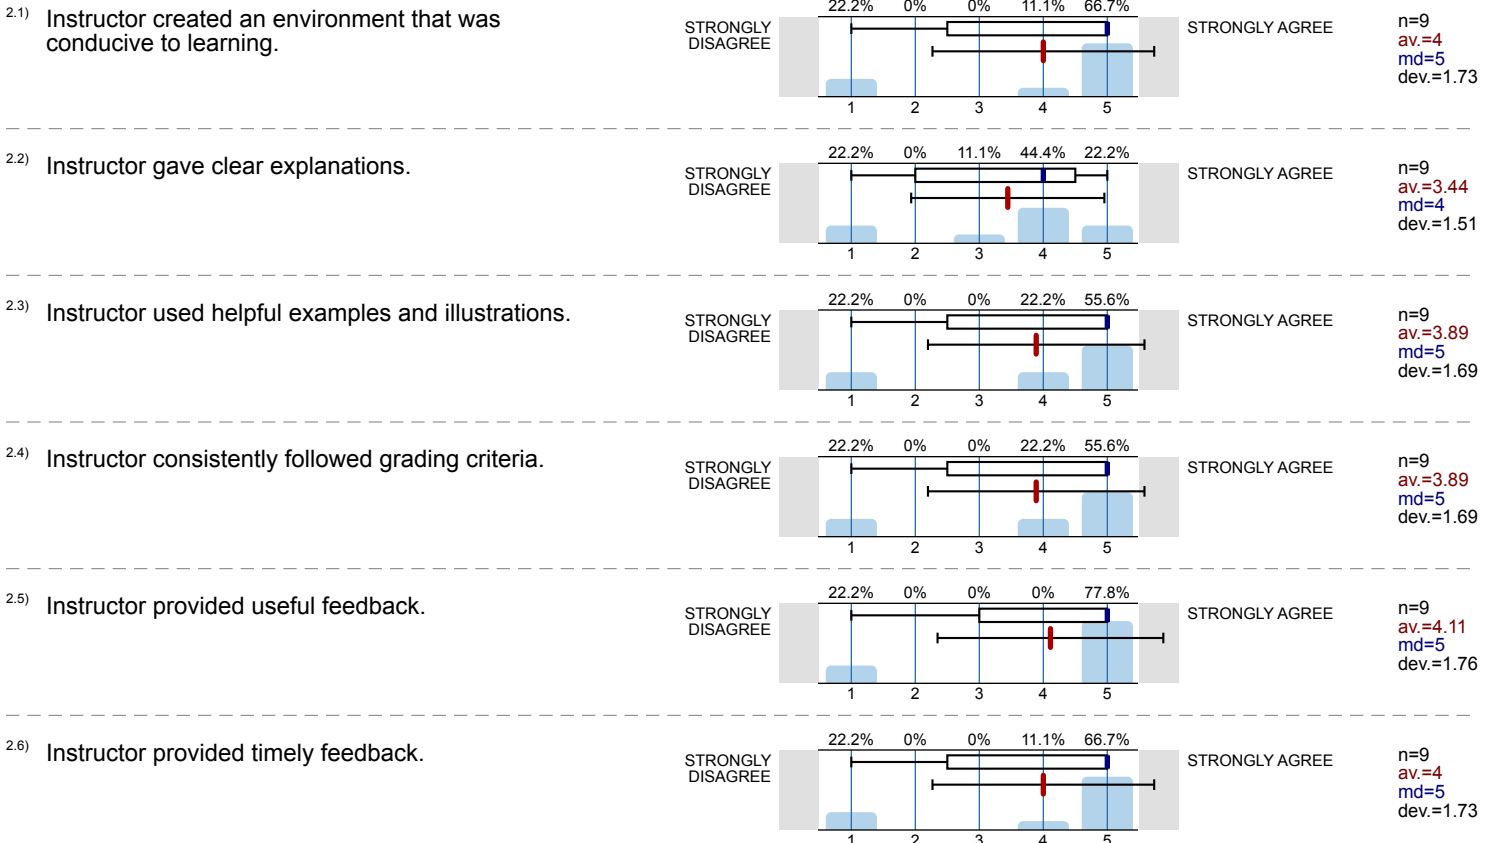 2.1) Instructor created an environment that was
conducive to learning.
22.2% 0% 0% 11.1% 66.7%
STRONGLY
DISAGREE
STRONGLY AGREE
1 2 3 4 5
n=9
av.=4
md=5
dev.=1.73
2.2) Instructor gave clear explanations.
22.2% 0% 11.1% 44.4% 22.2%
STRONGLY
DISAGREE
STRONGLY AGREE
1 2 3 4 5
n=9
av.=3.44
md=4
dev.=1.51
2.3) Instructor used helpful examples and illustrations.
22.2% 0% 0% 22.2% 55.6%
STRONGLY
DISAGREE
STRONGLY AGREE
1 2 3 4 5
n=9
av.=3.89
md=5
dev.=1.69
2.4) Instructor consistently followed grading criteria.
22.2% 0% 0% 22.2% 55.6%
STRONGLY
DISAGREE
STRONGLY AGREE
1 2 3 4 5
n=9
av.=3.89
md=5
dev.=1.69
2.5) Instructor provided useful feedback.
22.2% 0% 0% 0% 77.8%
STRONGLY
DISAGREE
STRONGLY AGREE
1 2 3 4 5
n=9
av.=4.11
md=5
dev.=1.76
2.6) Instructor provided timely feedback.
22.2% 0% 0% 11.1% 66.7%
STRONGLY
DISAGREE
STRONGLY AGREE
1 2 3 4 5
n=9
av.=4
md=5
dev.=1.73